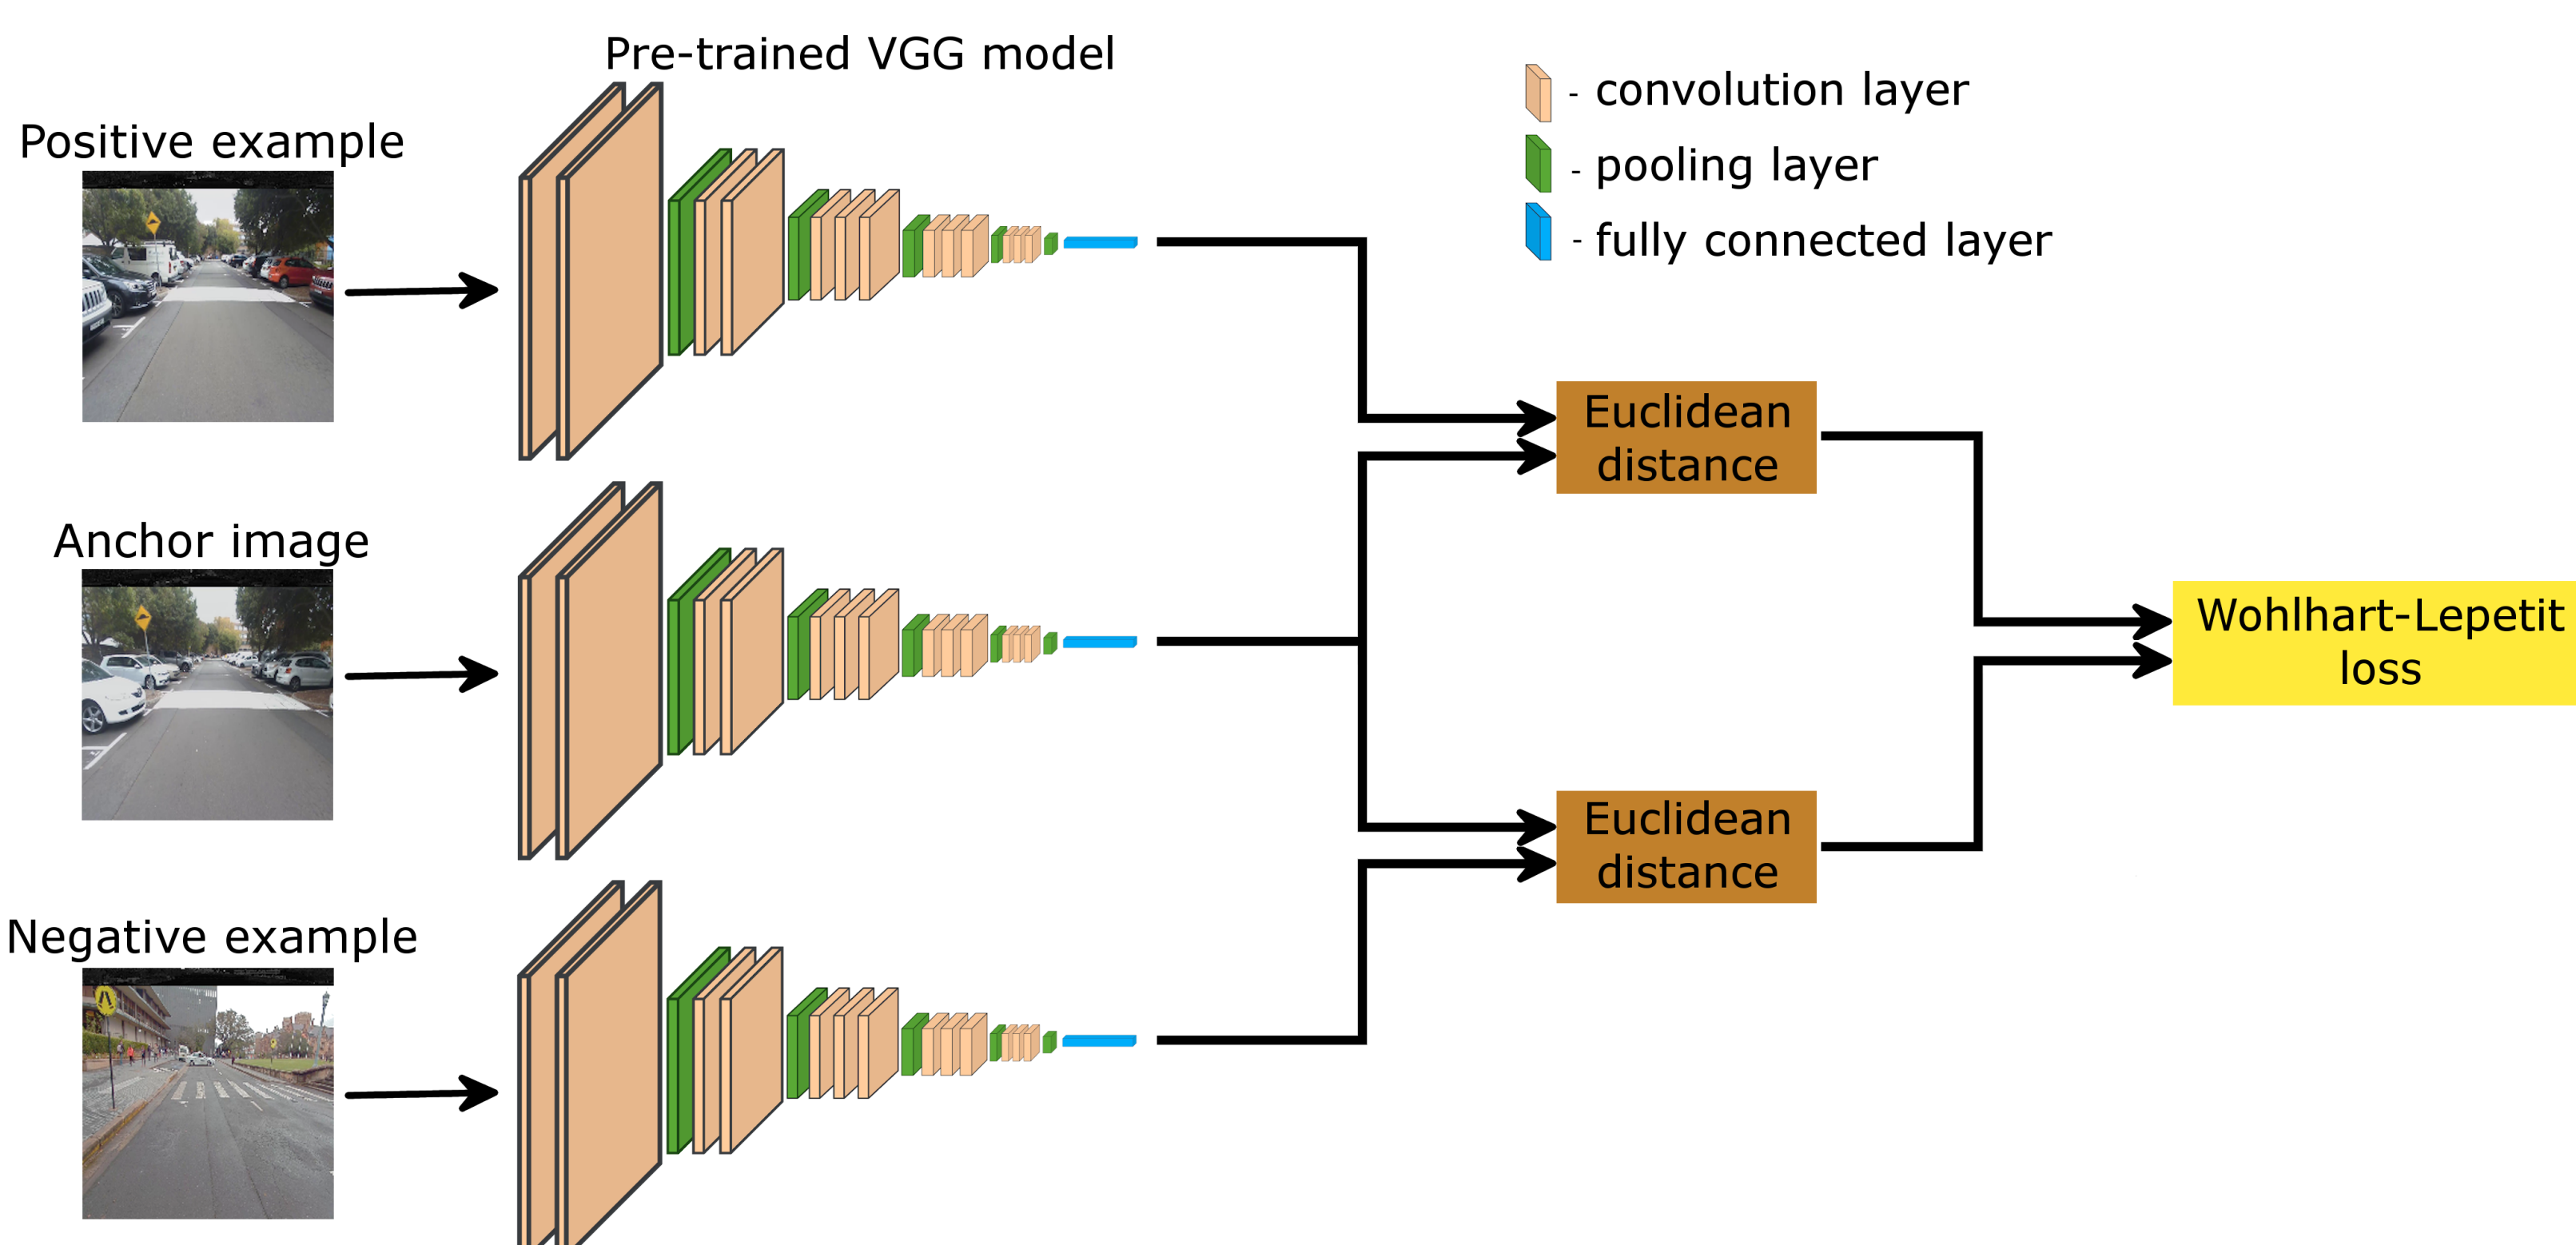 Pre-trained VGG model
- convolution layer
- pooling layer
- fully connected layer
Positive example
Euclidean
distance
Anchor image
Wohlhart-Lepetit
loss
Euclidean
distance
Negative example